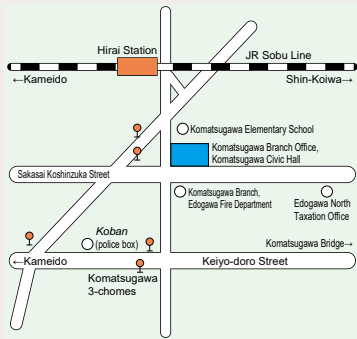 Hirai Station
JR Sobu Line
←Kameido
Shin-Koiwa→
Komatsugawa Elementary School
Komatsugawa Branch Office,
Komatsugawa Civic Hall
Sakasai Koshinzuka Street
Komatsugawa Branch,
Edogawa Fire Department
Edogawa North
Taxation Office
Koban
(police box)
Komatsugawa Bridge→
←Kameido
Keiyo-doro Street
Komatsugawa
3-chomes